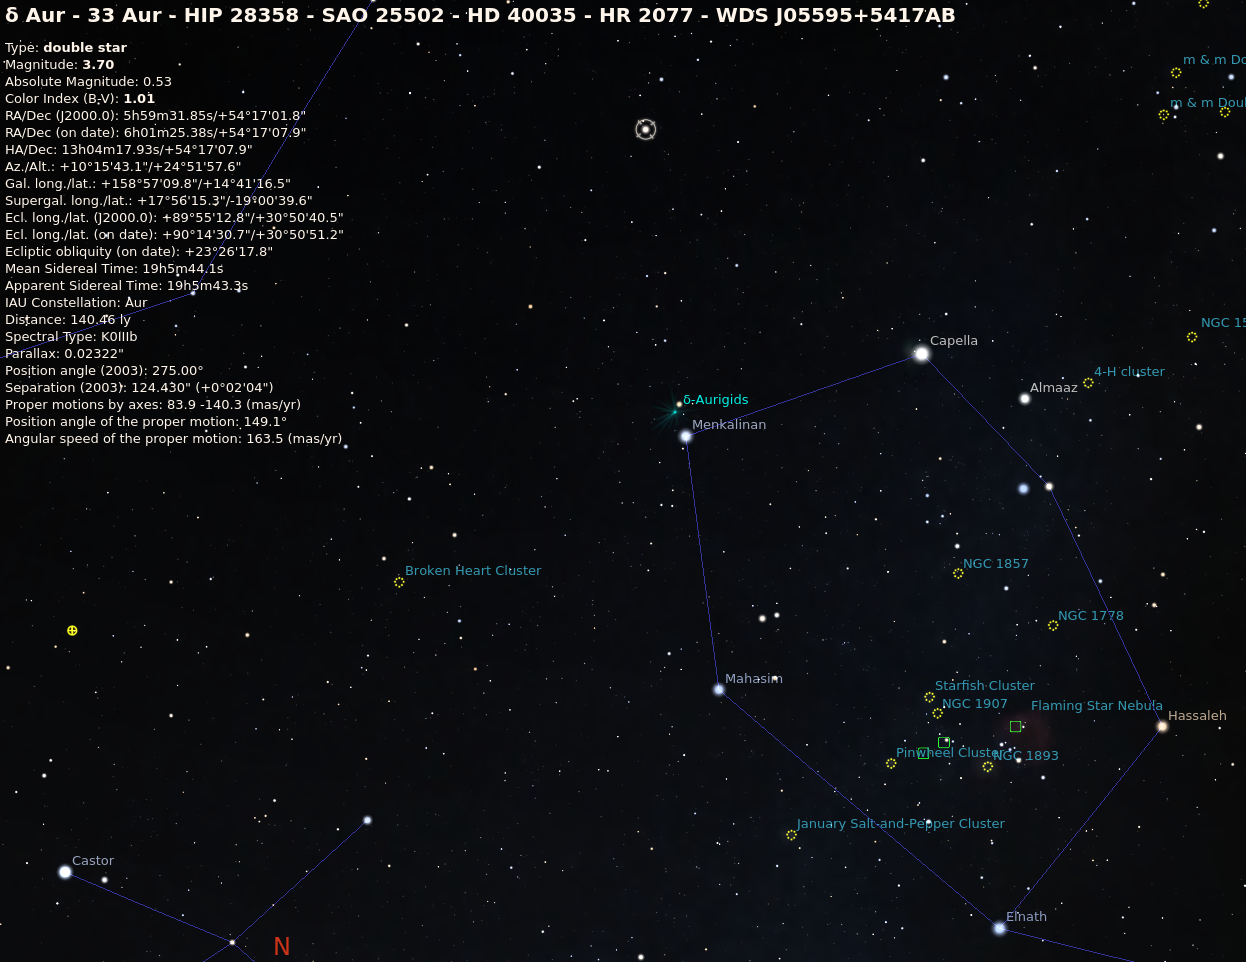 δ Aur - 33 Aur - HIP 28358 - SAO 25502 - HD 40035 - HR 2077 - WDS J05595+5417AB
Type: double star
Magnitude: 3.70
Absolute Magnitude: 0.53
Color Index (B-V): 1.01
RA/Dec (J2000.0): 5h59m31.85s/+54°17'01.8"
RA/Dec (on date): 6h01m25.38s/+54°17'07.9"
HA/Dec: 13h04m17.93s/+54°17'07.9"
Az./Alt.: +10°15'43.1"/+24°51'57.6"
Gal. long./lat.: +158°57'09.8"/+14°41'16.5"
Supergal. long./lat.: +17°56'15.3"/-19°00'39.6"
Ecl. long./lat. (J2000.0): +89°55'12.8"/+30°50'40.5"
Ecl. long./lat. (on date): +90°14'30.7"/+30°50'51.2"
Ecliptic obliquity (on date): +23°26'17.8"
Mean Sidereal Time: 19h5m44.1s
Apparent Sidereal Time: 19h5m43.3s
IAU Constellation: Aur
Distance: 140.46 ly
Spectral Type: K0IIIb
Parallax: 0.02322"
Position angle (2003): 275.00°
Separation (2003): 124.430" (+0°02'04")
Proper motions by axes: 83.9 -140.3 (mas/yr)
Position angle of the proper motion: 149.1°
Angular speed of the proper motion: 163.5 (mas/yr)
m & m Do
m & m Doul
NGC 15
Capella
4-H cluster
Almaaz
δ-Aurigids
Menkalinan
NGC 1857
Broken Heart Cluster
NGC 1778
Mahasim
Starfish Cluster
NGC 1907
Flaming Star Nebula
Hassaleh
Pinwheel Cluster
NGC 1893
January Salt-and-Pepper Cluster
Castor
Elnath
N